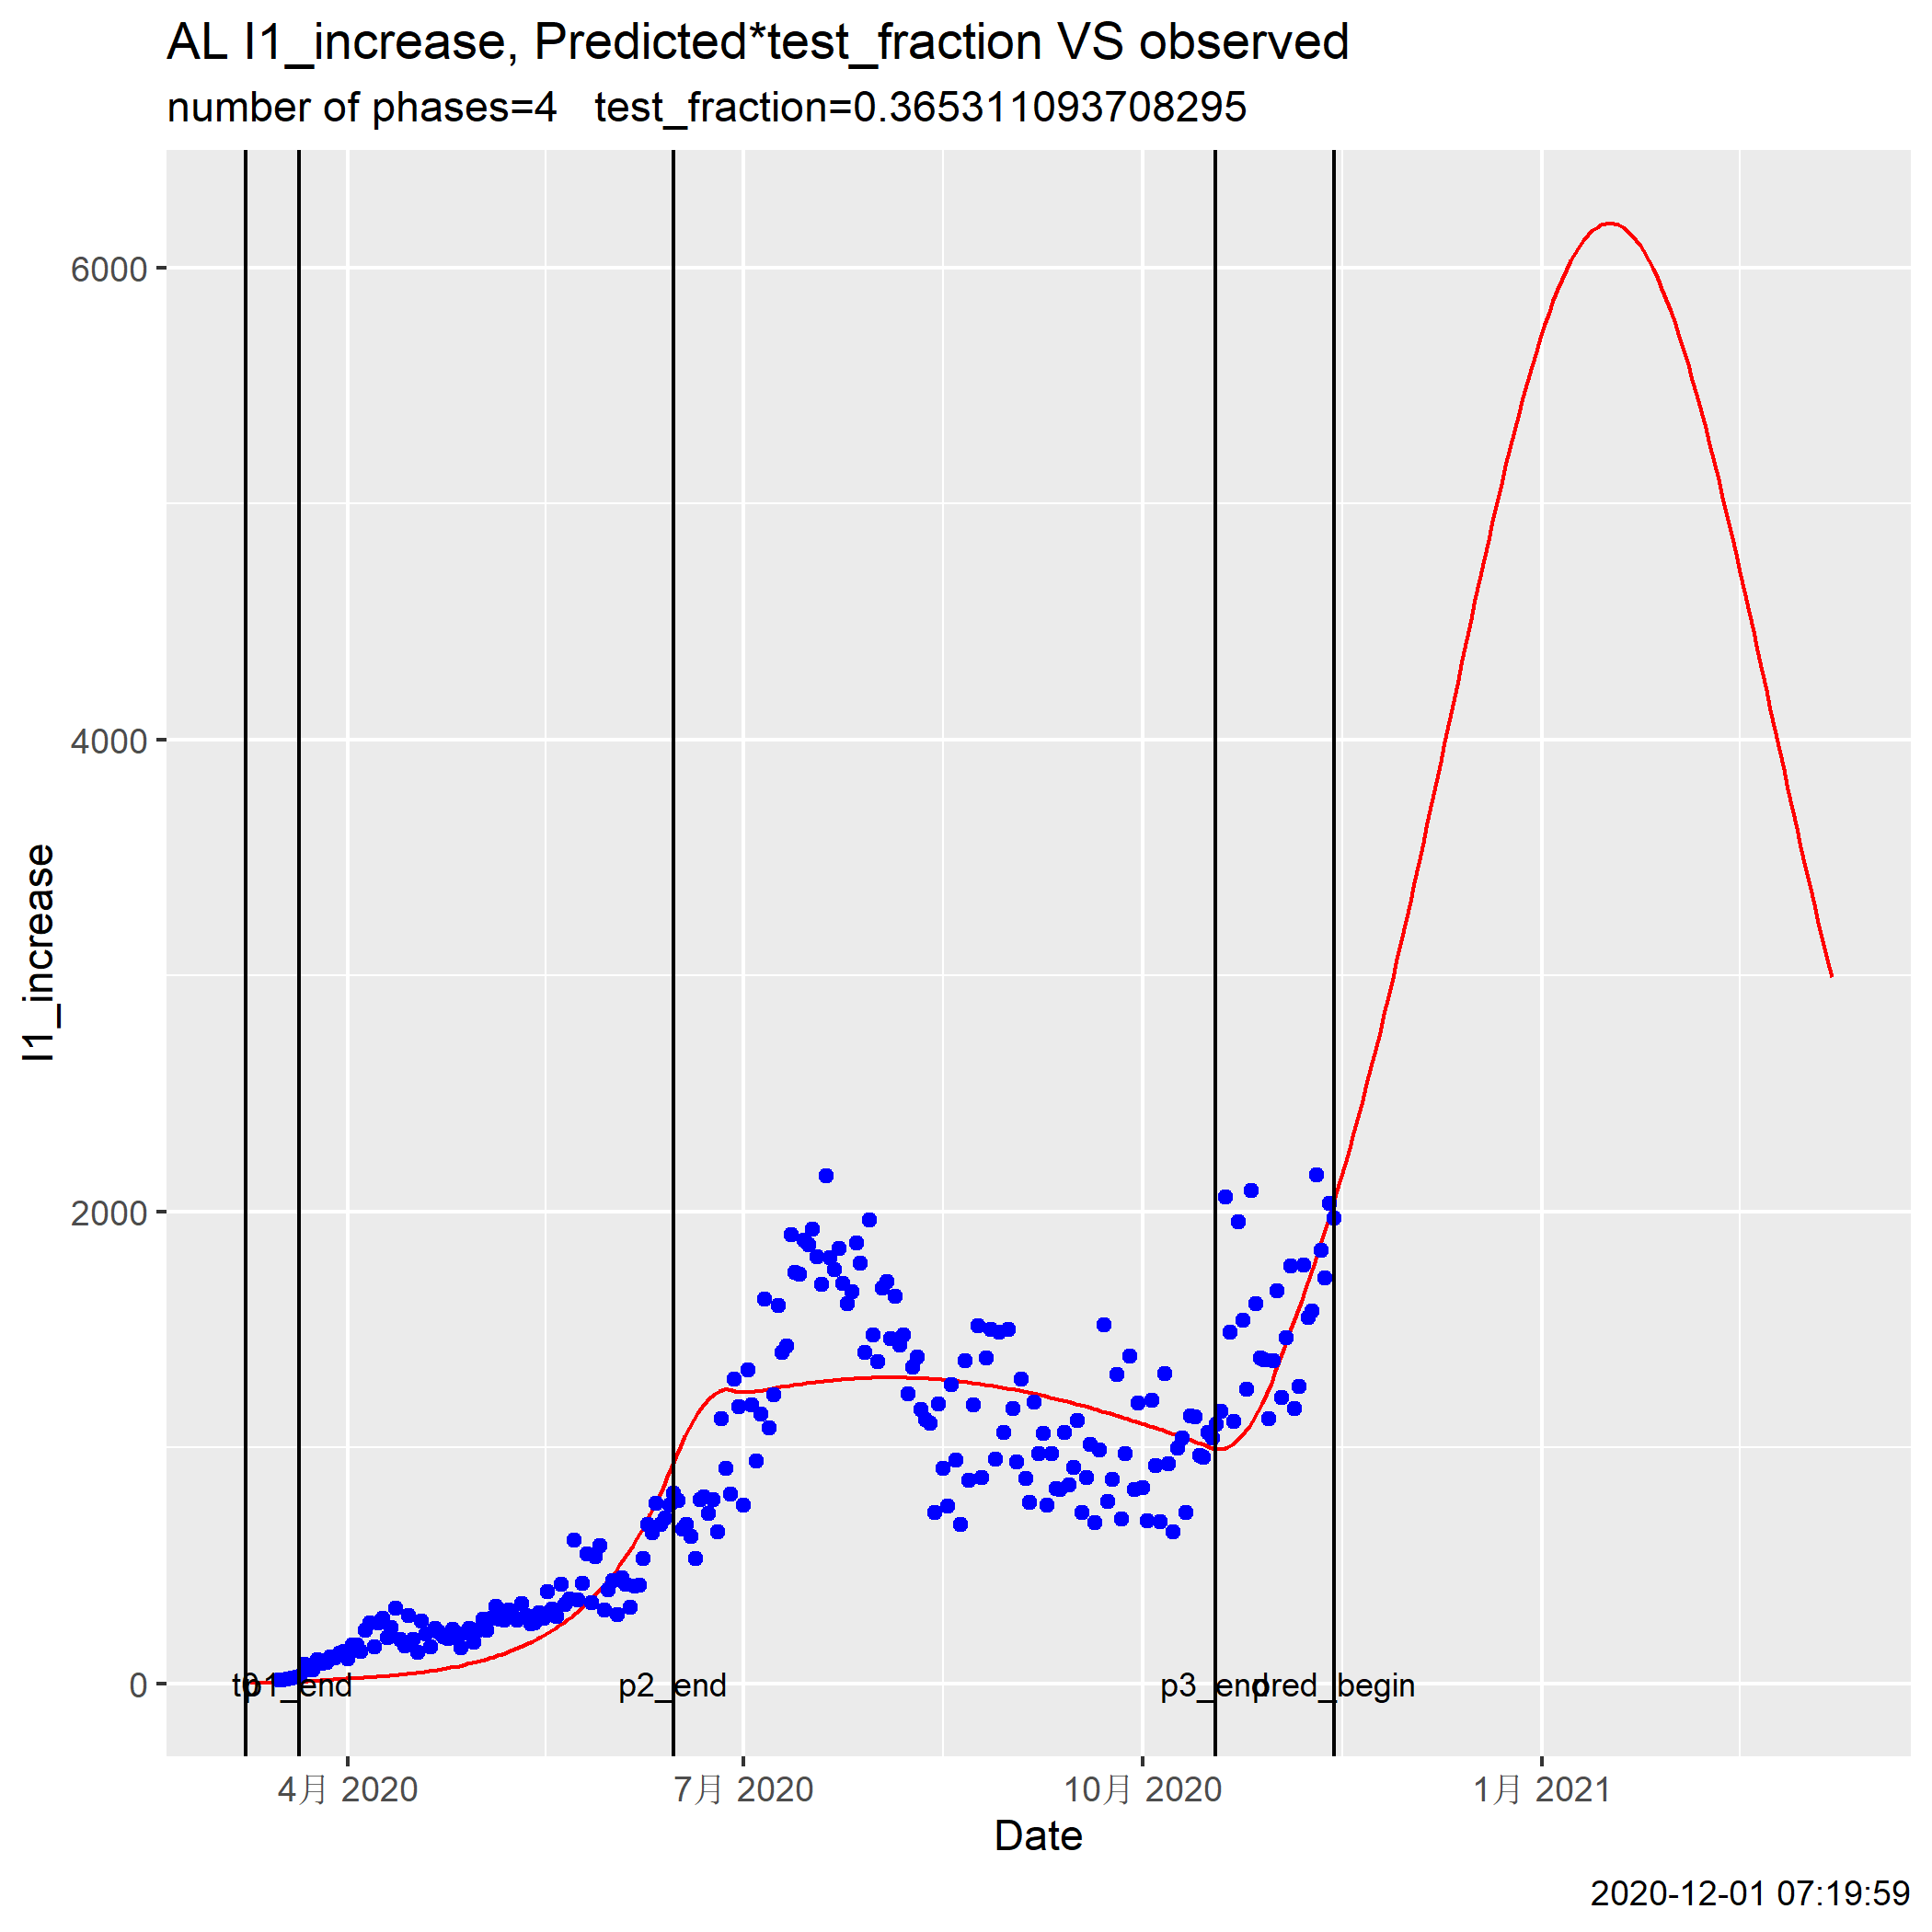 AL I1_increase, Predicted*test_fraction VS observed
number of phases=4   test_fraction=0.365311093708295
6000
4000
2000
0
I1_increase
t0
p1_end
p2_end
p3_end
pred_begin
4月 2020
7月 2020
10月 2020
1月 2021
Date
2020-12-01 07:19:59